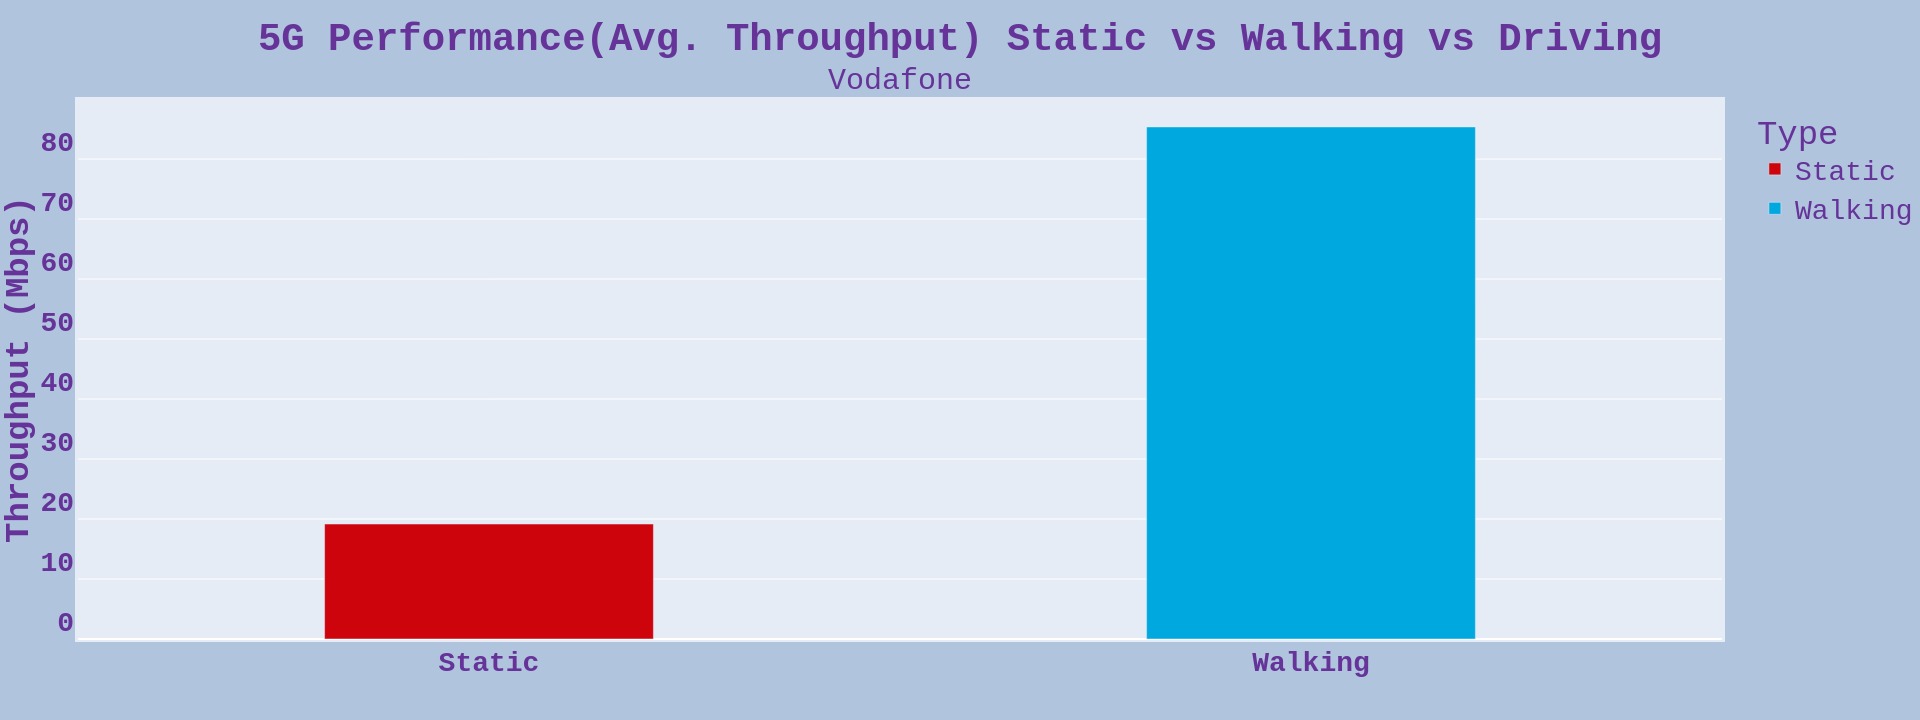 5G Performance(Avg. Throughput) Static vs Walking vs Driving
Vodafone
Throughput (Mbps)
80
70
60
50
40
30
20
10
0
Static
Walking
Type
Static
Walking